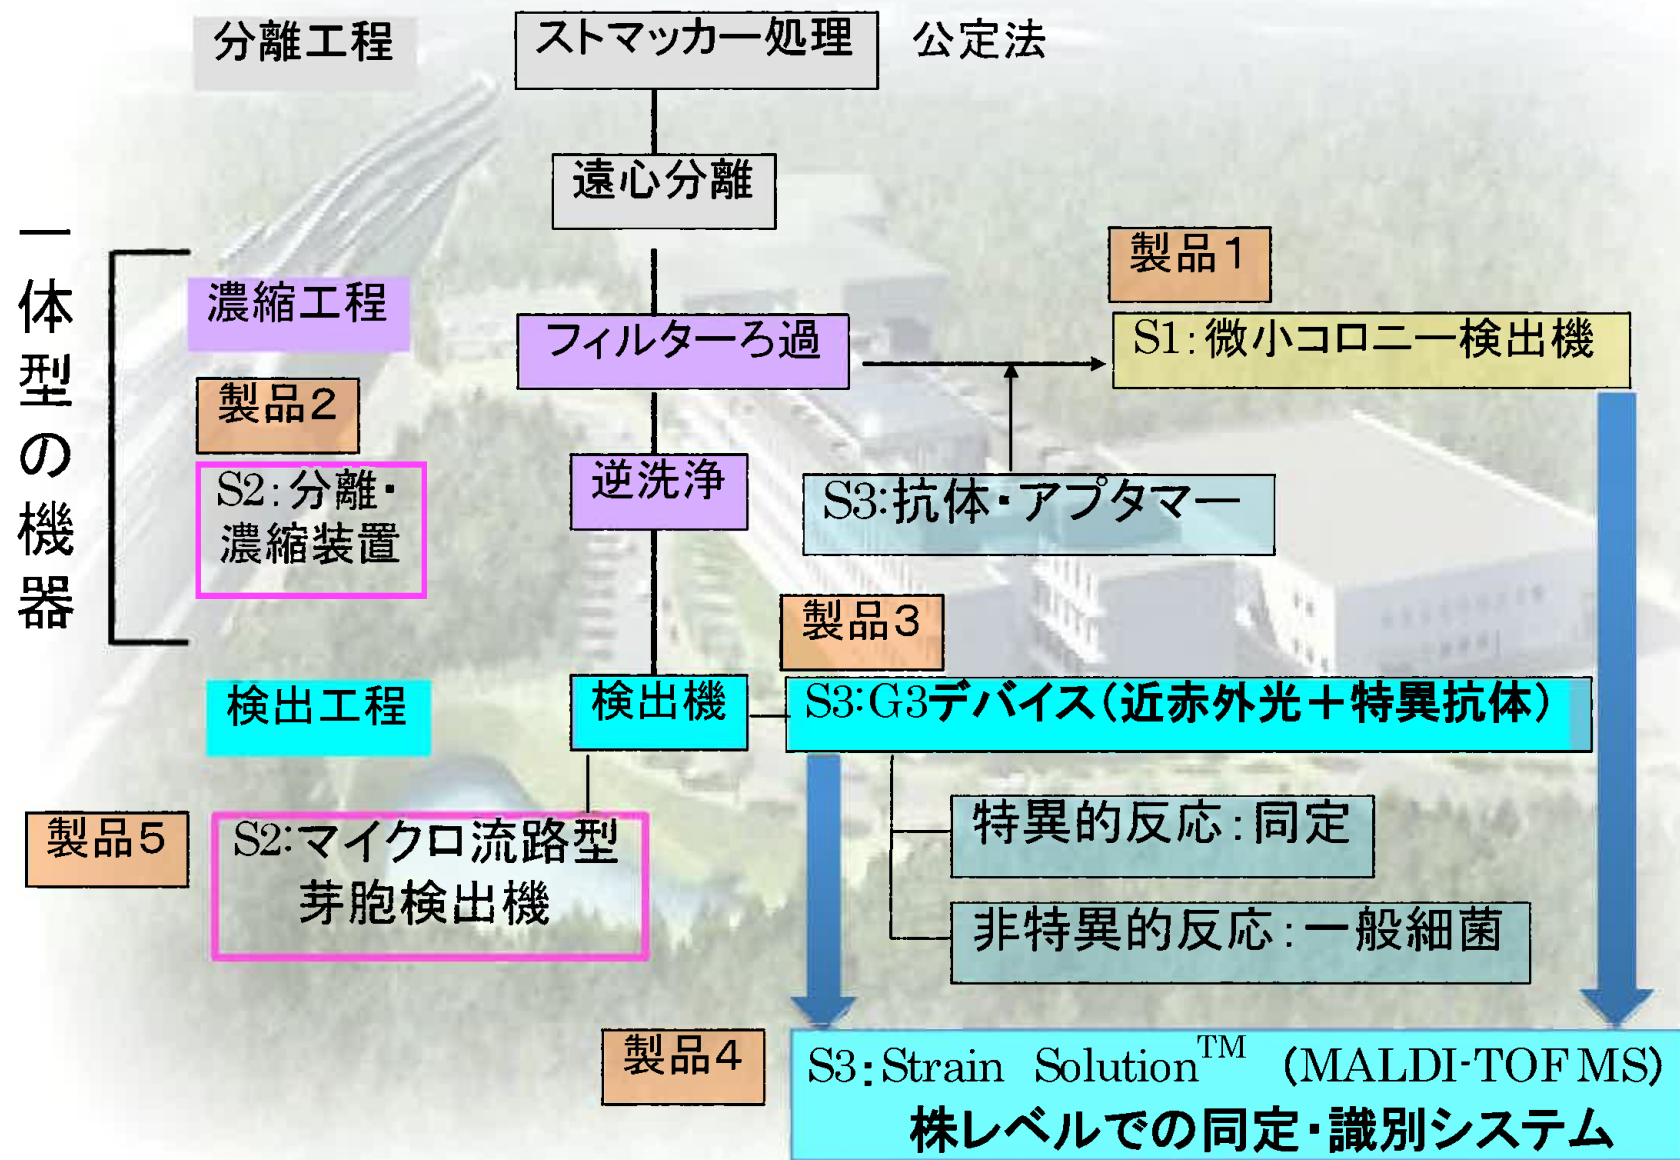 分離工程
ストマッカー処理
公定法
遠心分離
一体型の機器
濃縮工程
フィルターろ過
製品1
S1:微小コロニー検出機
製品2
S2:分離・
濃縮装置
逆洗浄
S3:抗体・アプタマー
製品3
検出工程
検出機
S3:G3デバイス(近赤外光+特異抗体)
製品5
S2:マイクロ流路型
芽胞検出機
特異的反応:同定
非特異的反応:一般細菌
製品4
S3:Strain Solution™ (MALDI-TOF MS)
株レベルでの同定・識別システム